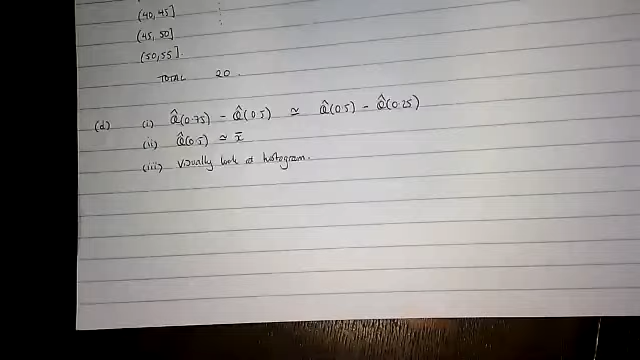 (40, 45]
(45, 50]
(50, 55].
TOTAL 20.
(d) (i) Q̂(0.75) - Q̂(0.5) ≃ Q̂(0.5) - Q̂(0.25)
(ii) Q̂(0.5) ≃ x̄
(iii) visually look at histogram.